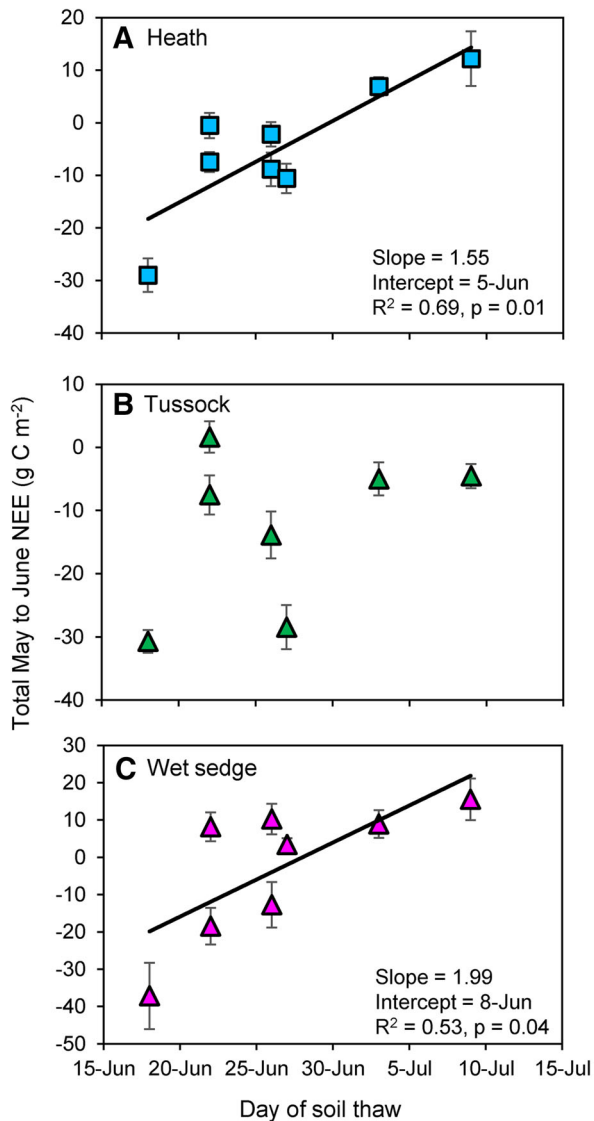 Total May to June NEE (g C m-2)
20
A Heath
10
0
-10
-20
-30
-40
Slope = 1.55
Intercept = 5-Jun
R2 = 0.69, p = 0.01
10
B Tussock
0
-10
-20
-30
-40
30
C Wet sedge
20
10
0
-10
-20
-30
-40
-50
Slope = 1.99
Intercept = 8-Jun
R2 = 0.53, p = 0.04
15-Jun 20-Jun 25-Jun 30-Jun 5-Jul 10-Jul 15-Jul
Day of soil thaw